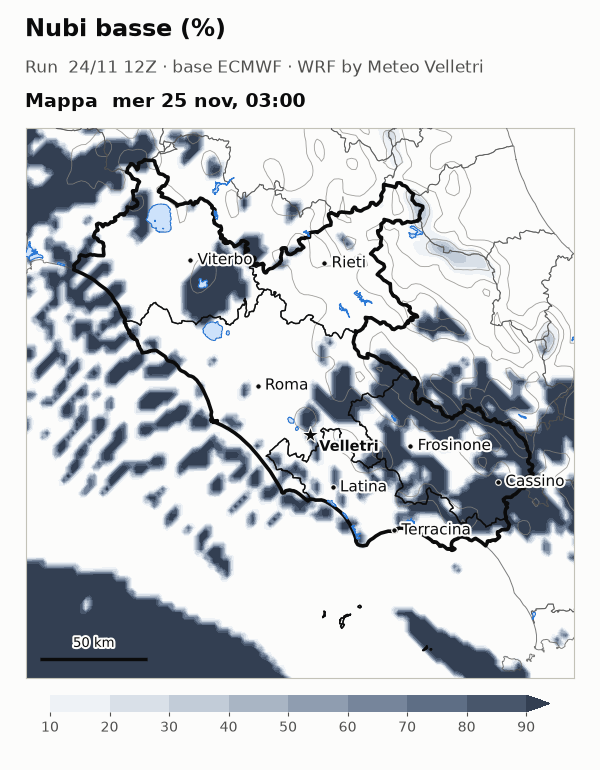 Nubi basse (%)
Run  24/11 12Z · base ECMWF · WRF by Meteo Velletri
Mappa  mer 25 nov, 03:00
Viterbo
Rieti
Roma
Velletri
Frosinone
Cassino
Latina
Terracina
50 km
10 20 30 40 50 60 70 80 90